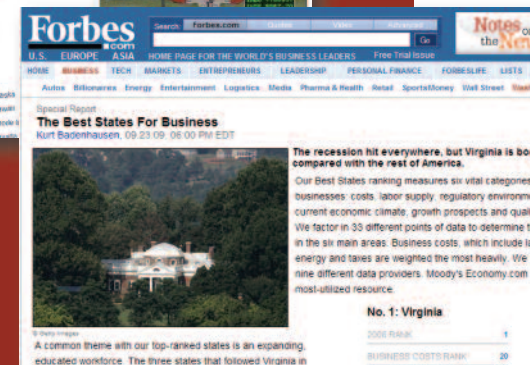 Forbes
.com
Search: Forbes.com Quotes Video Advanced
Go
Notes on
the News
U.S. EUROPE ASIA HOME PAGE FOR THE WORLD'S BUSINESS LEADERS Free Trial Issue
HOME BUSINESS TECH MARKETS ENTREPRENEURS LEADERSHIP PERSONAL FINANCE FORBESLIFE LISTS
Autos Billionaires Energy Entertainment Logistics Media Pharma & Health Retail SportsMoney Wall Street
Special Report
The Best States For Business
Kurt Badenhausen, 09.23.09, 06:00 PM EDT
The recession hit everywhere, but Virginia is
compared with the rest of America.
Our Best States ranking measures six vital categories
businesses: costs, labor supply, regulatory
current economic climate, growth prospects and
We factor in 33 different points of data to determine
in the six main areas. Business costs, which include
energy and taxes are weighted the most heavily. We
nine different data providers. Moody's Economy.com
most-utilized resource.
No. 1: Virginia
RANK 1
BUSINESS COSTS RANK 20
© Getty Images
A common theme with our top-ranked states is an expanding,
educated workforce. The three states that followed Virginia in